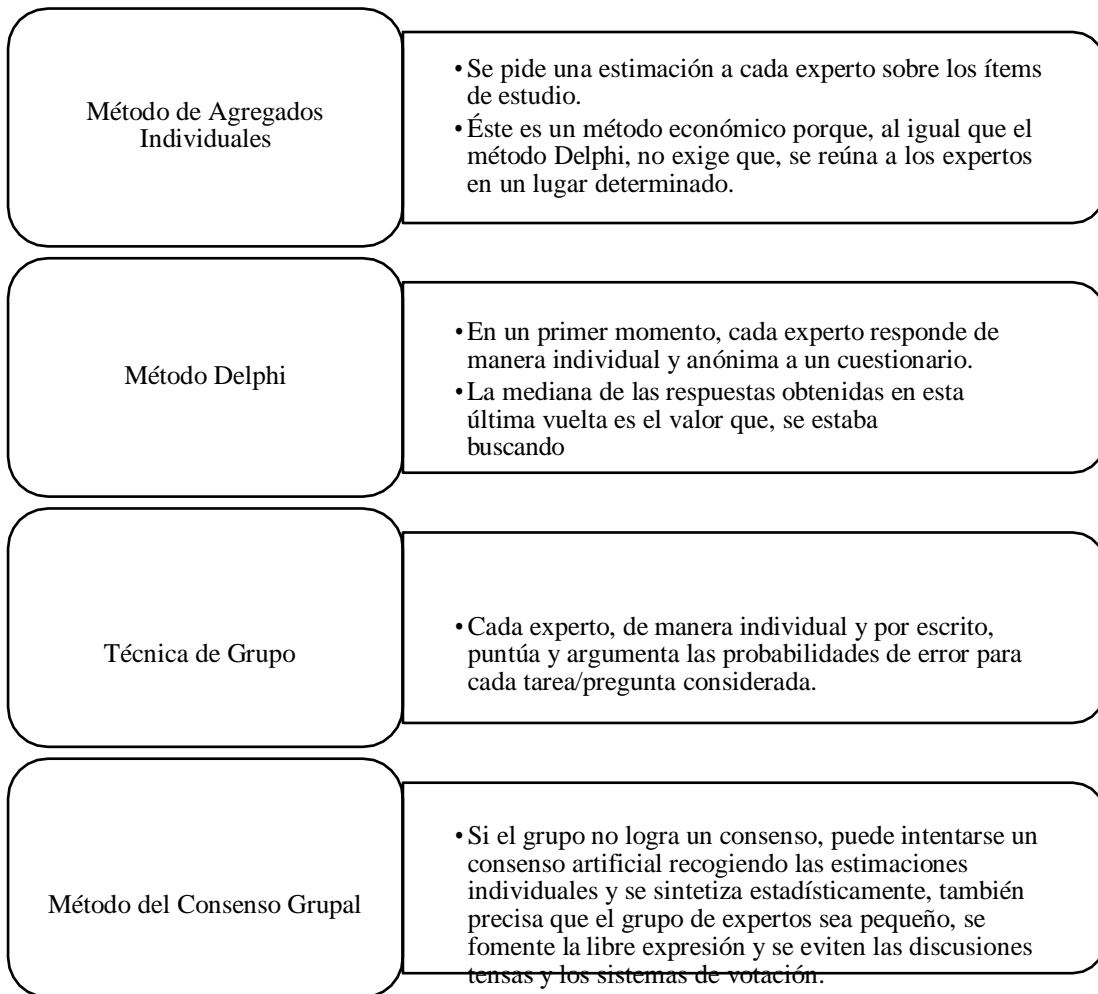 Método de Agregados
Individuales
• Se pide una estimación a cada experto sobre los ítems
de estudio.
• Éste es un método económico porque, al igual que el
método Delphi, no exige que, se reúna a los expertos
en un lugar determinado.
Método Delphi
• En un primer momento, cada experto responde de
manera individual y anónima a un cuestionario.
• La mediana de las respuestas obtenidas en esta
última vuelta es el valor que, se estaba
buscando
Técnica de Grupo
• Cada experto, de manera individual y por escrito,
puntúa y argumenta las probabilidades de error para
cada tarea/pregunta considerada.
Método del Consenso Grupal
• Si el grupo no logra un consenso, puede intentarse un
consenso artificial recogiendo las estimaciones
individuales y se sintetiza estadísticamente, también
precisa que el grupo de expertos sea pequeño, se
fomente la libre expresión y se eviten las discusiones
tensas y los sistemas de votación.